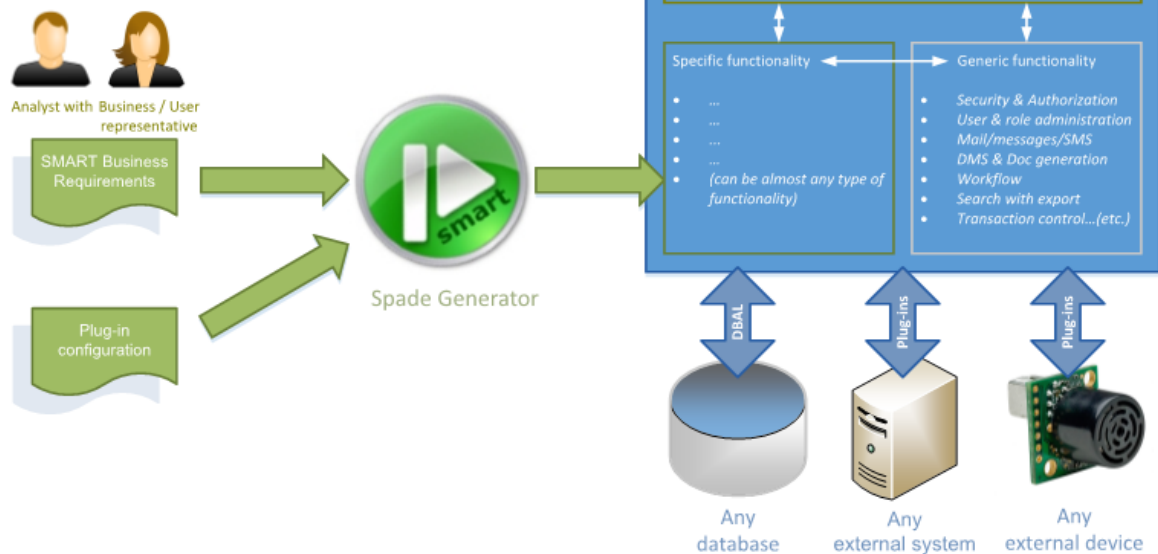 Analyst with Business / User
representative
SMART Business
Requirements
Plug-in
configuration
smart
Spade Generator
Specific functionality
• ...
• ...
• ...
• ...
• (can be almost any type of
functionality)
Generic functionality
• Security & Authorization
• User & role administration
• Mail/messages/SMS
• DMS & Doc generation
• Workflow
• Search with export
• Transaction control...(etc.)
DBAL
Plug-ins
Plug-ins
Any
database
Any
external system
Any
external device